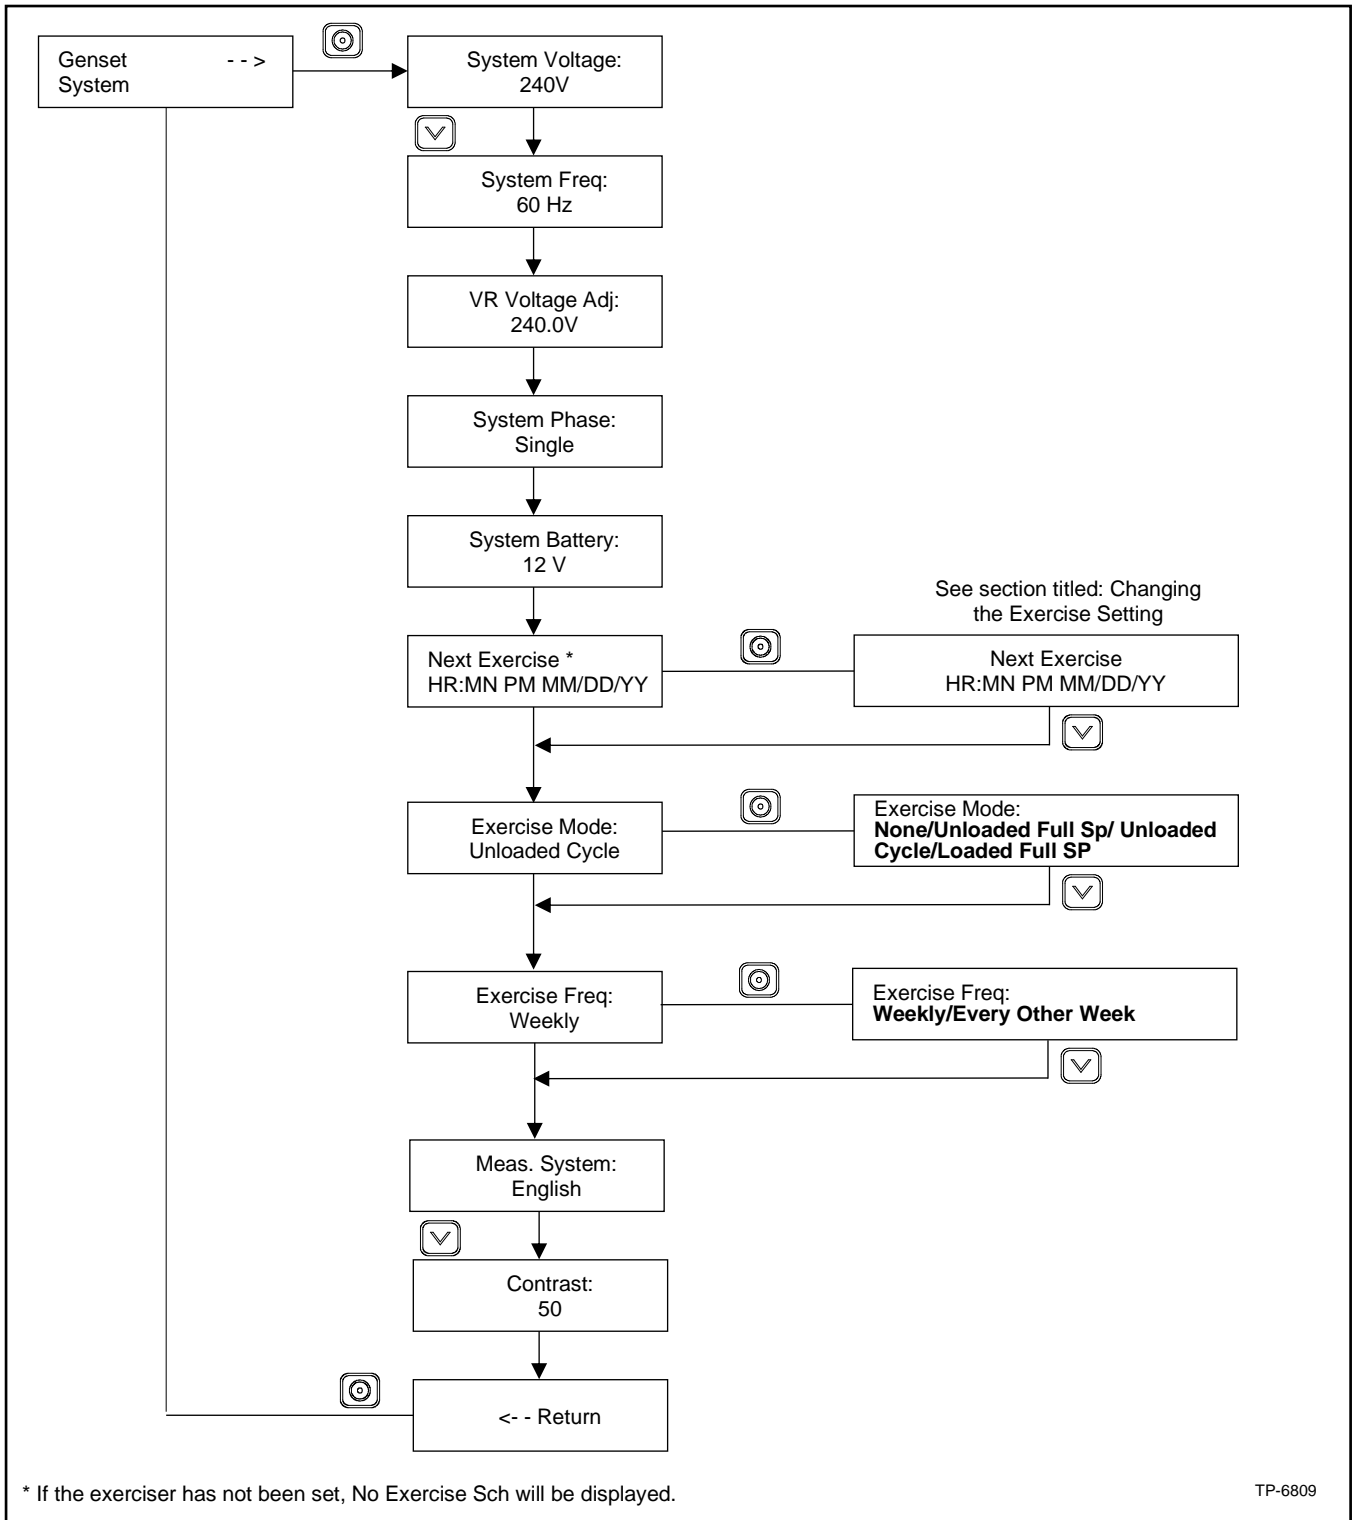 Genset - - >
System
System Voltage:
240V
System Freq:
60 Hz
VR Voltage Adj:
240.0V
System Phase:
Single
System Battery:
12 V
See section titled: Changing
the Exercise Setting
Next Exercise *
HR:MN PM MM/DD/YY
Next Exercise
HR:MN PM MM/DD/YY
Exercise Mode:
Unloaded Cycle
Exercise Mode:
None/Unloaded Full Sp/ Unloaded
Cycle/Loaded Full SP
Exercise Freq:
Weekly
Exercise Freq:
Weekly/Every Other Week
Meas. System:
English
Contrast:
50
<- - Return
* If the exerciser has not been set, No Exercise Sch will be displayed.
TP-6809